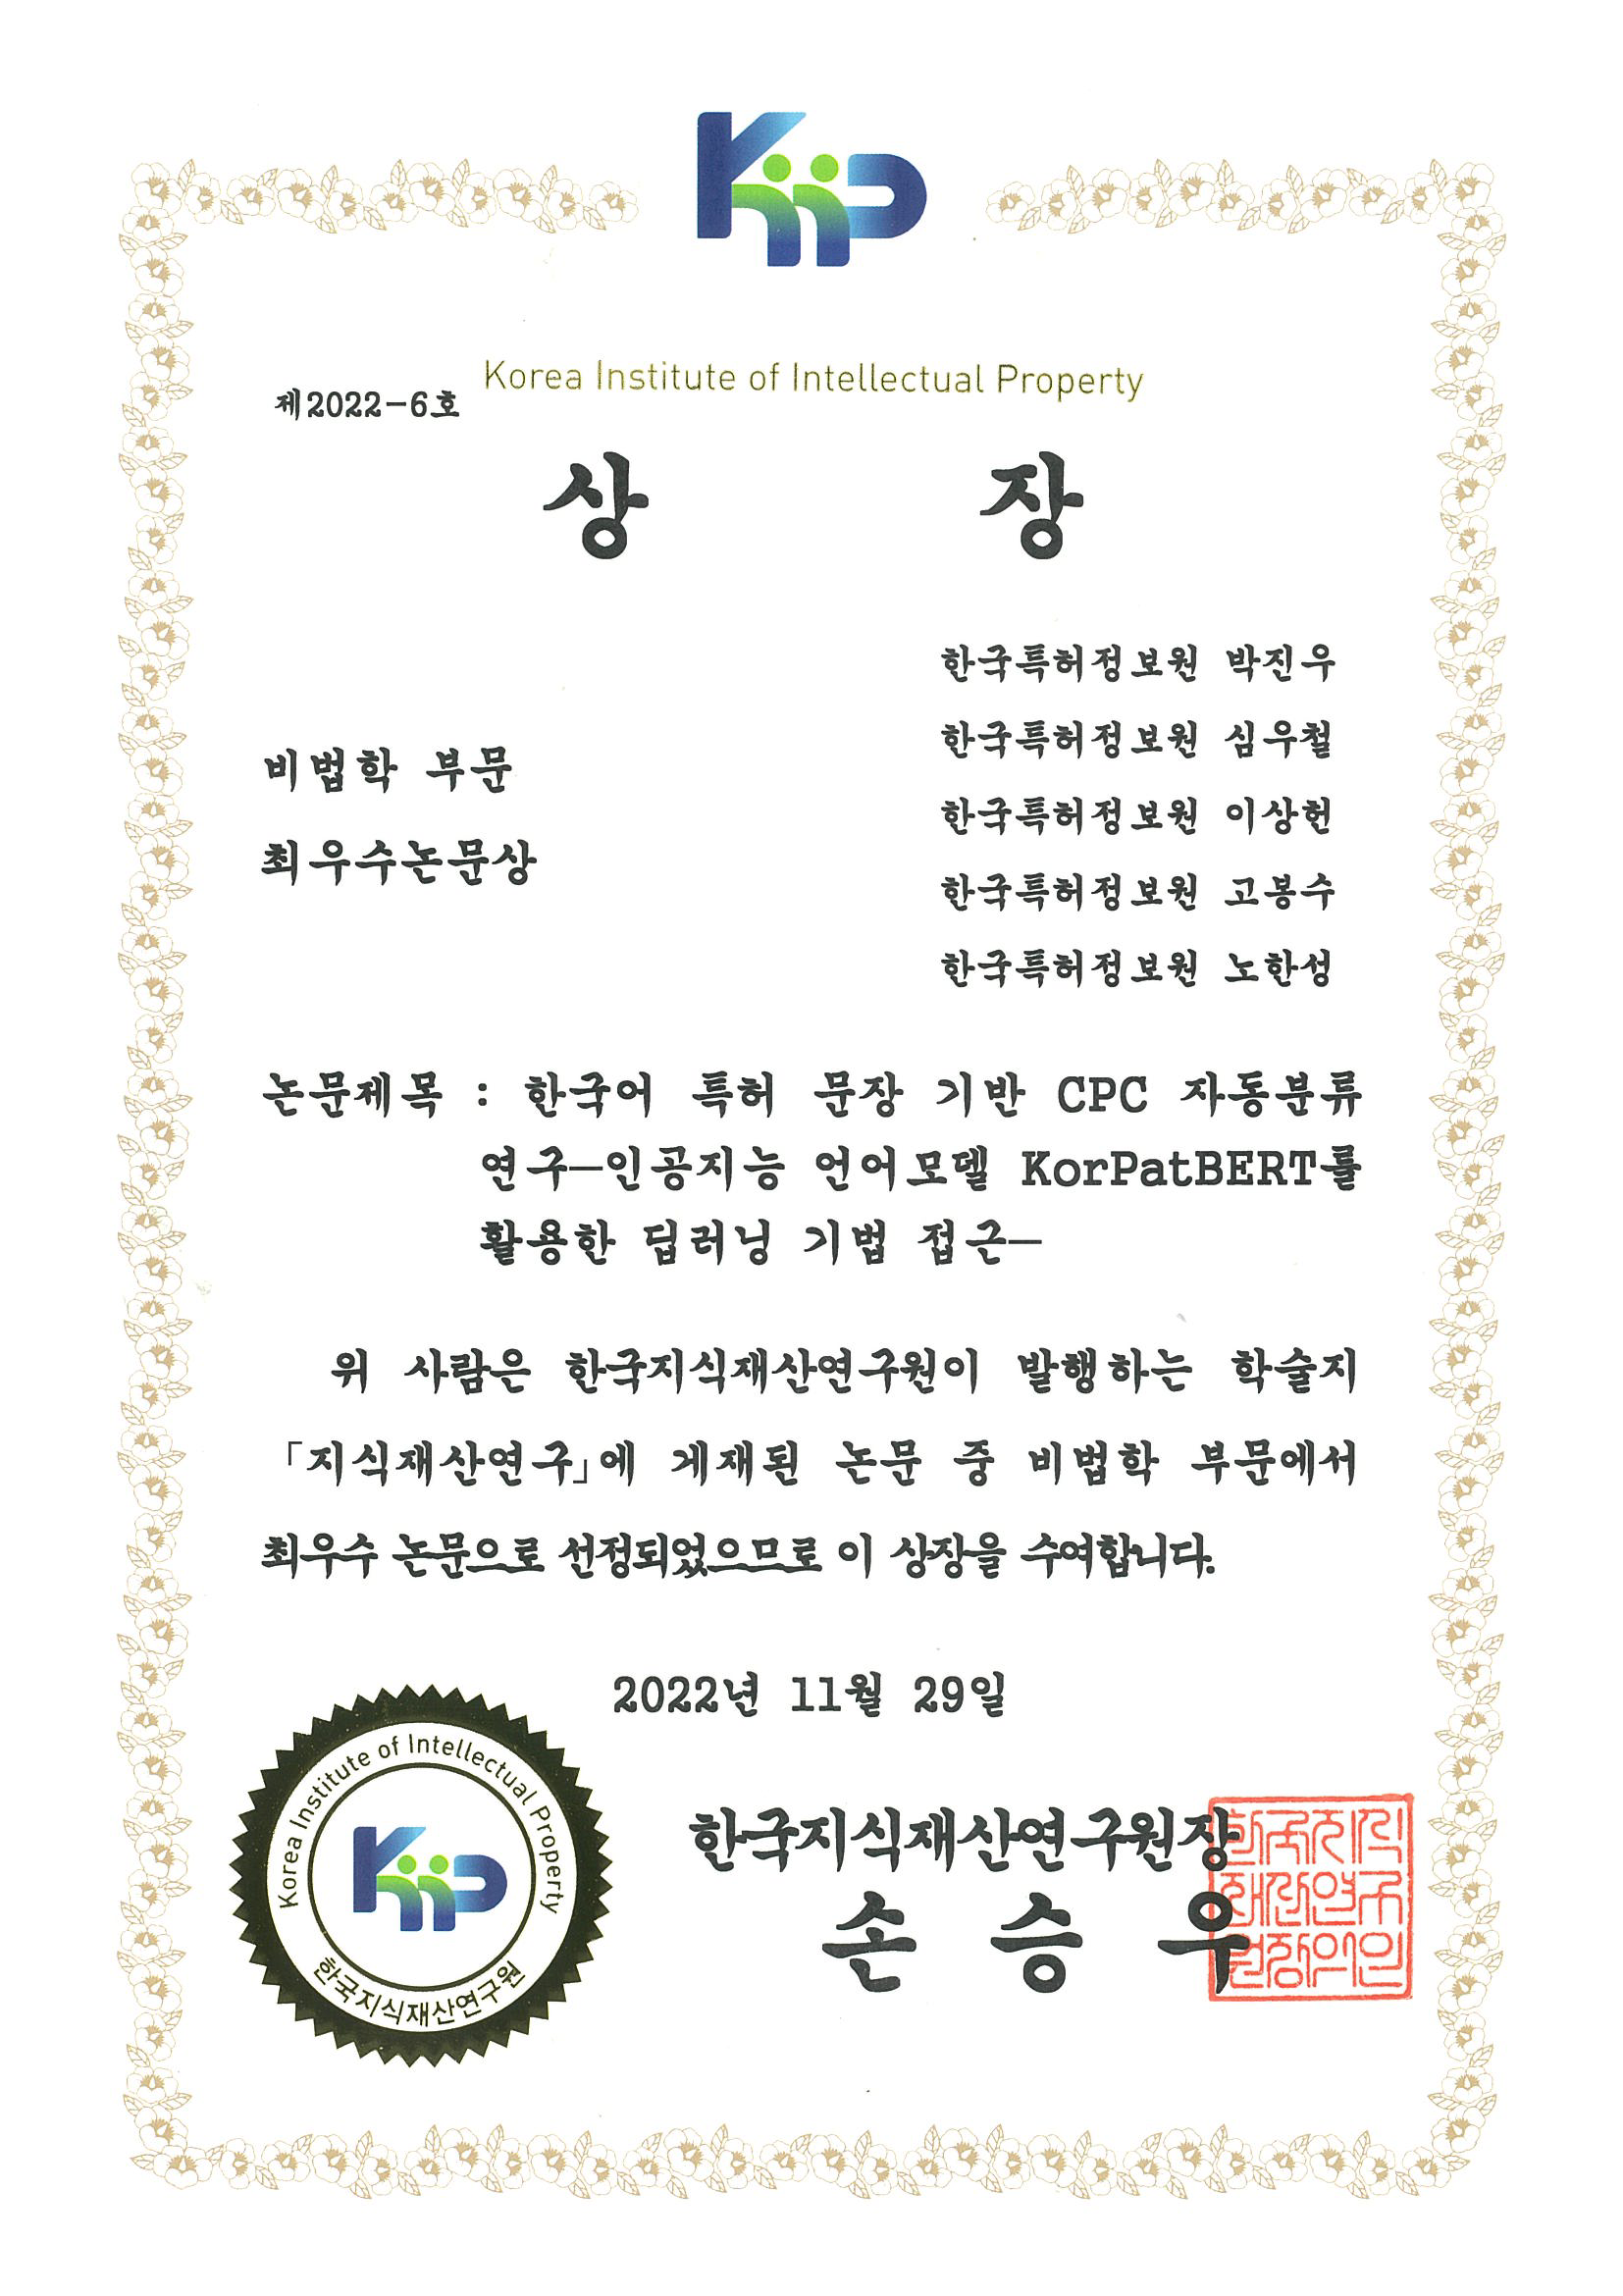 Kiip
Korea Institute of Intellectual Property
제2022-6호
상 장
비법학 부문
최우수논문상
한국특허정보원 박진우
한국특허정보원 심우철
한국특허정보원 이상헌
한국특허정보원 고봉수
한국특허정보원 노한성
논문제목 : 한국어 특허 문장 기반 CPC 자동분류
연구—인공지능 언어모델 KorPatBERT를
활용한 딥러닝 기법 접근—
위 사람은 한국지식재산연구원이 발행하는 학술지
「지식재산연구」에 게재된 논문 중 비법학 부문에서
최우수 논문으로 선정되었으므로 이 상장을 수여합니다.
2022년 11월 29일
Korea Institute of Intellectual Property
Kiip
한국지식재산연구원
한국지식재산연구원장
손 승 우
한국지식
재산연구
원장의인